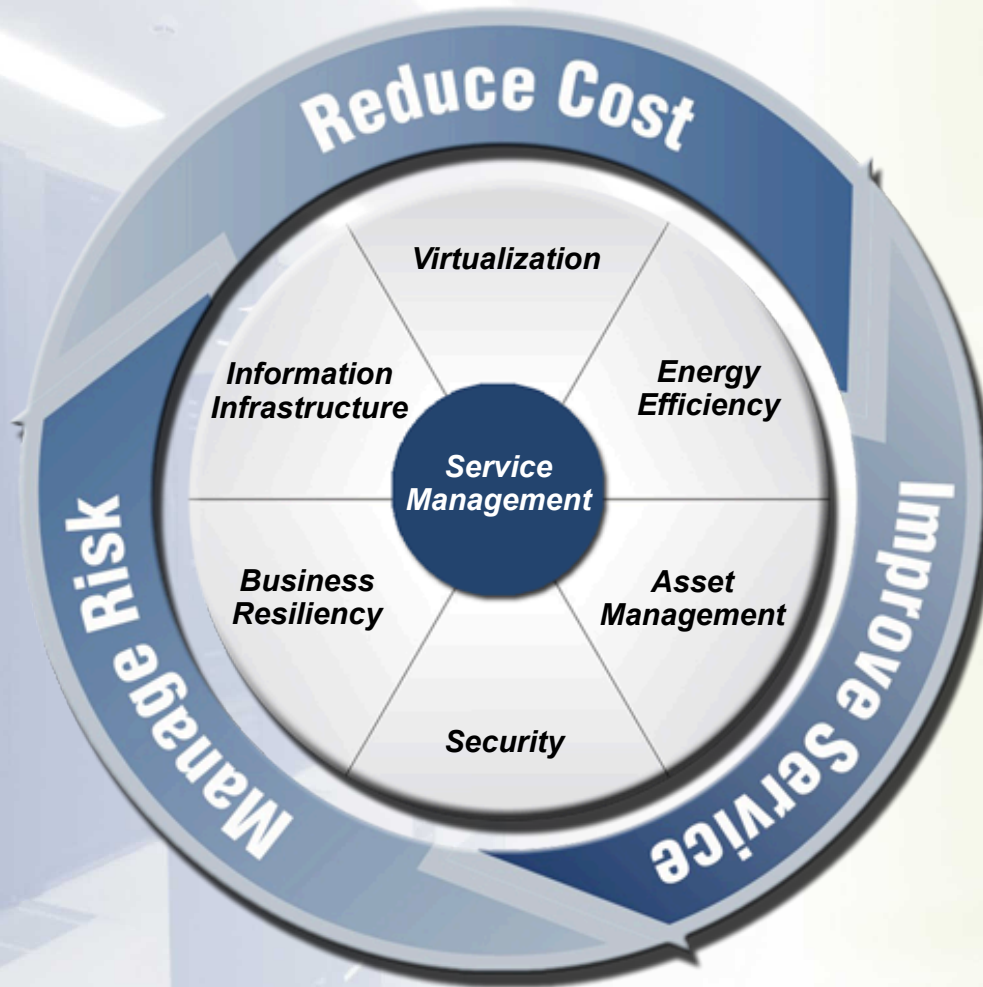 Reduce Cost
Virtualization
Information
Infrastructure
Energy
Efficiency
Service
Management
Business
Resiliency
Asset
Management
Security
Manage Risk
Improve Service